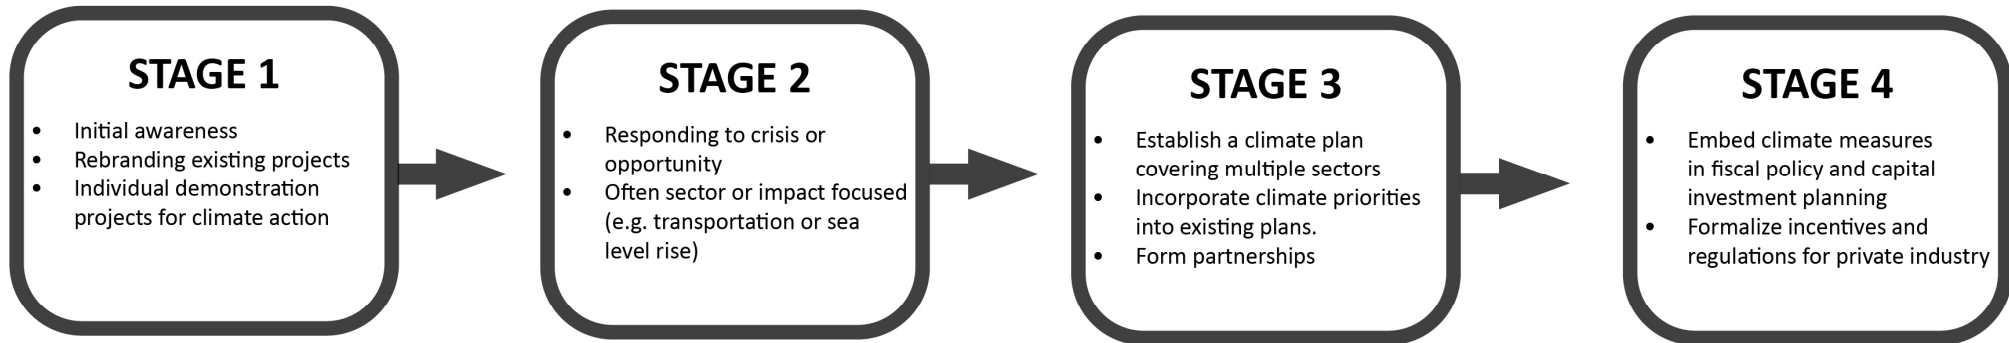 STAGE 1
• Initial awareness
• Rebranding existing projects
• Individual demonstration
projects for climate action
STAGE 2
• Responding to crisis or
opportunity
• Often sector or impact focused
(e.g. transportation or sea
level rise)
STAGE 3
• Establish a climate plan
covering multiple sectors
• Incorporate climate priorities
into existing plans.
• Form partnerships
STAGE 4
• Embed climate measures
in fiscal policy and capital
investment planning
• Formalize incentives and
regulations for private industry